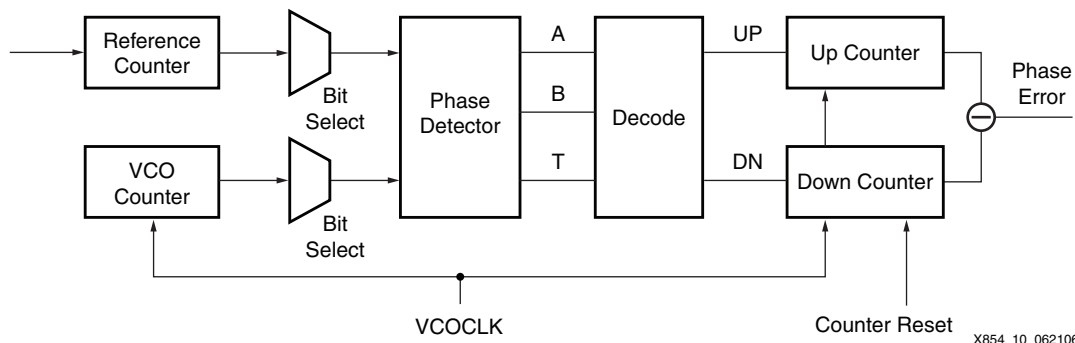 Reference
Counter
Bit
Select
VCO
Counter
Bit
Select
Phase
Detector
A
B
T
Decode
UP
DN
Up Counter
Down Counter
Phase
Error
VCOCLK
Counter Reset
X854_10_062106